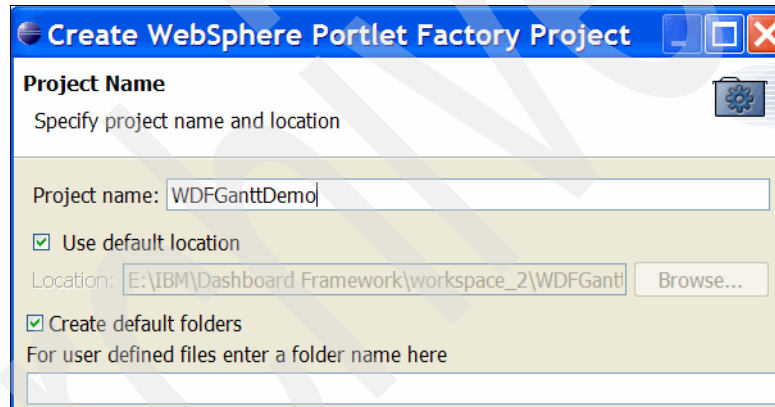 Create WebSphere Portlet Factory Project
Project Name
Specify project name and location
Project name: WDFGanttDemo
Use default location
Location: E:\IBM\Dashboard Framework\workspace_2\WDFGantt Browse...
Create default folders
For user defined files enter a folder name here